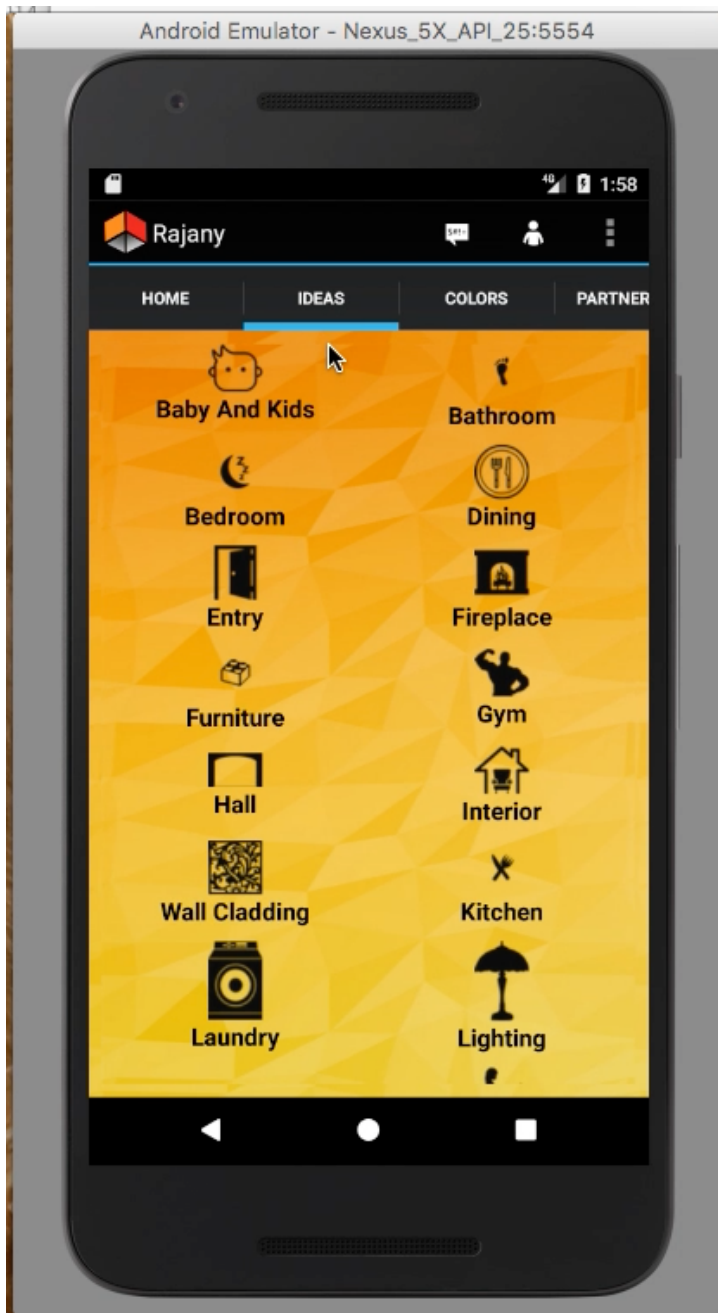 Android Emulator - Nexus_5X_API_25:5554
4G 1:58
Rajany
HOME IDEAS COLORS PARTNER
Baby And Kids Bathroom
Bedroom Dining
Entry Fireplace
Furniture Gym
Hall Interior
Wall Cladding Kitchen
Laundry Lighting